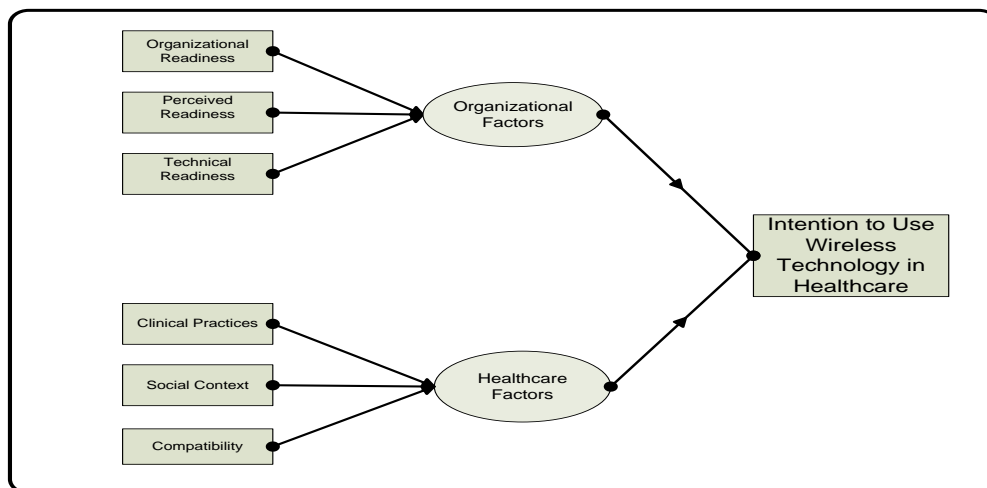 Organizational
Readiness
Perceived
Readiness
Technical
Readiness
Organizational
Factors
Intention to Use
Wireless
Technology in
Healthcare
Clinical Practices
Social Context
Compatibility
Healthcare
Factors